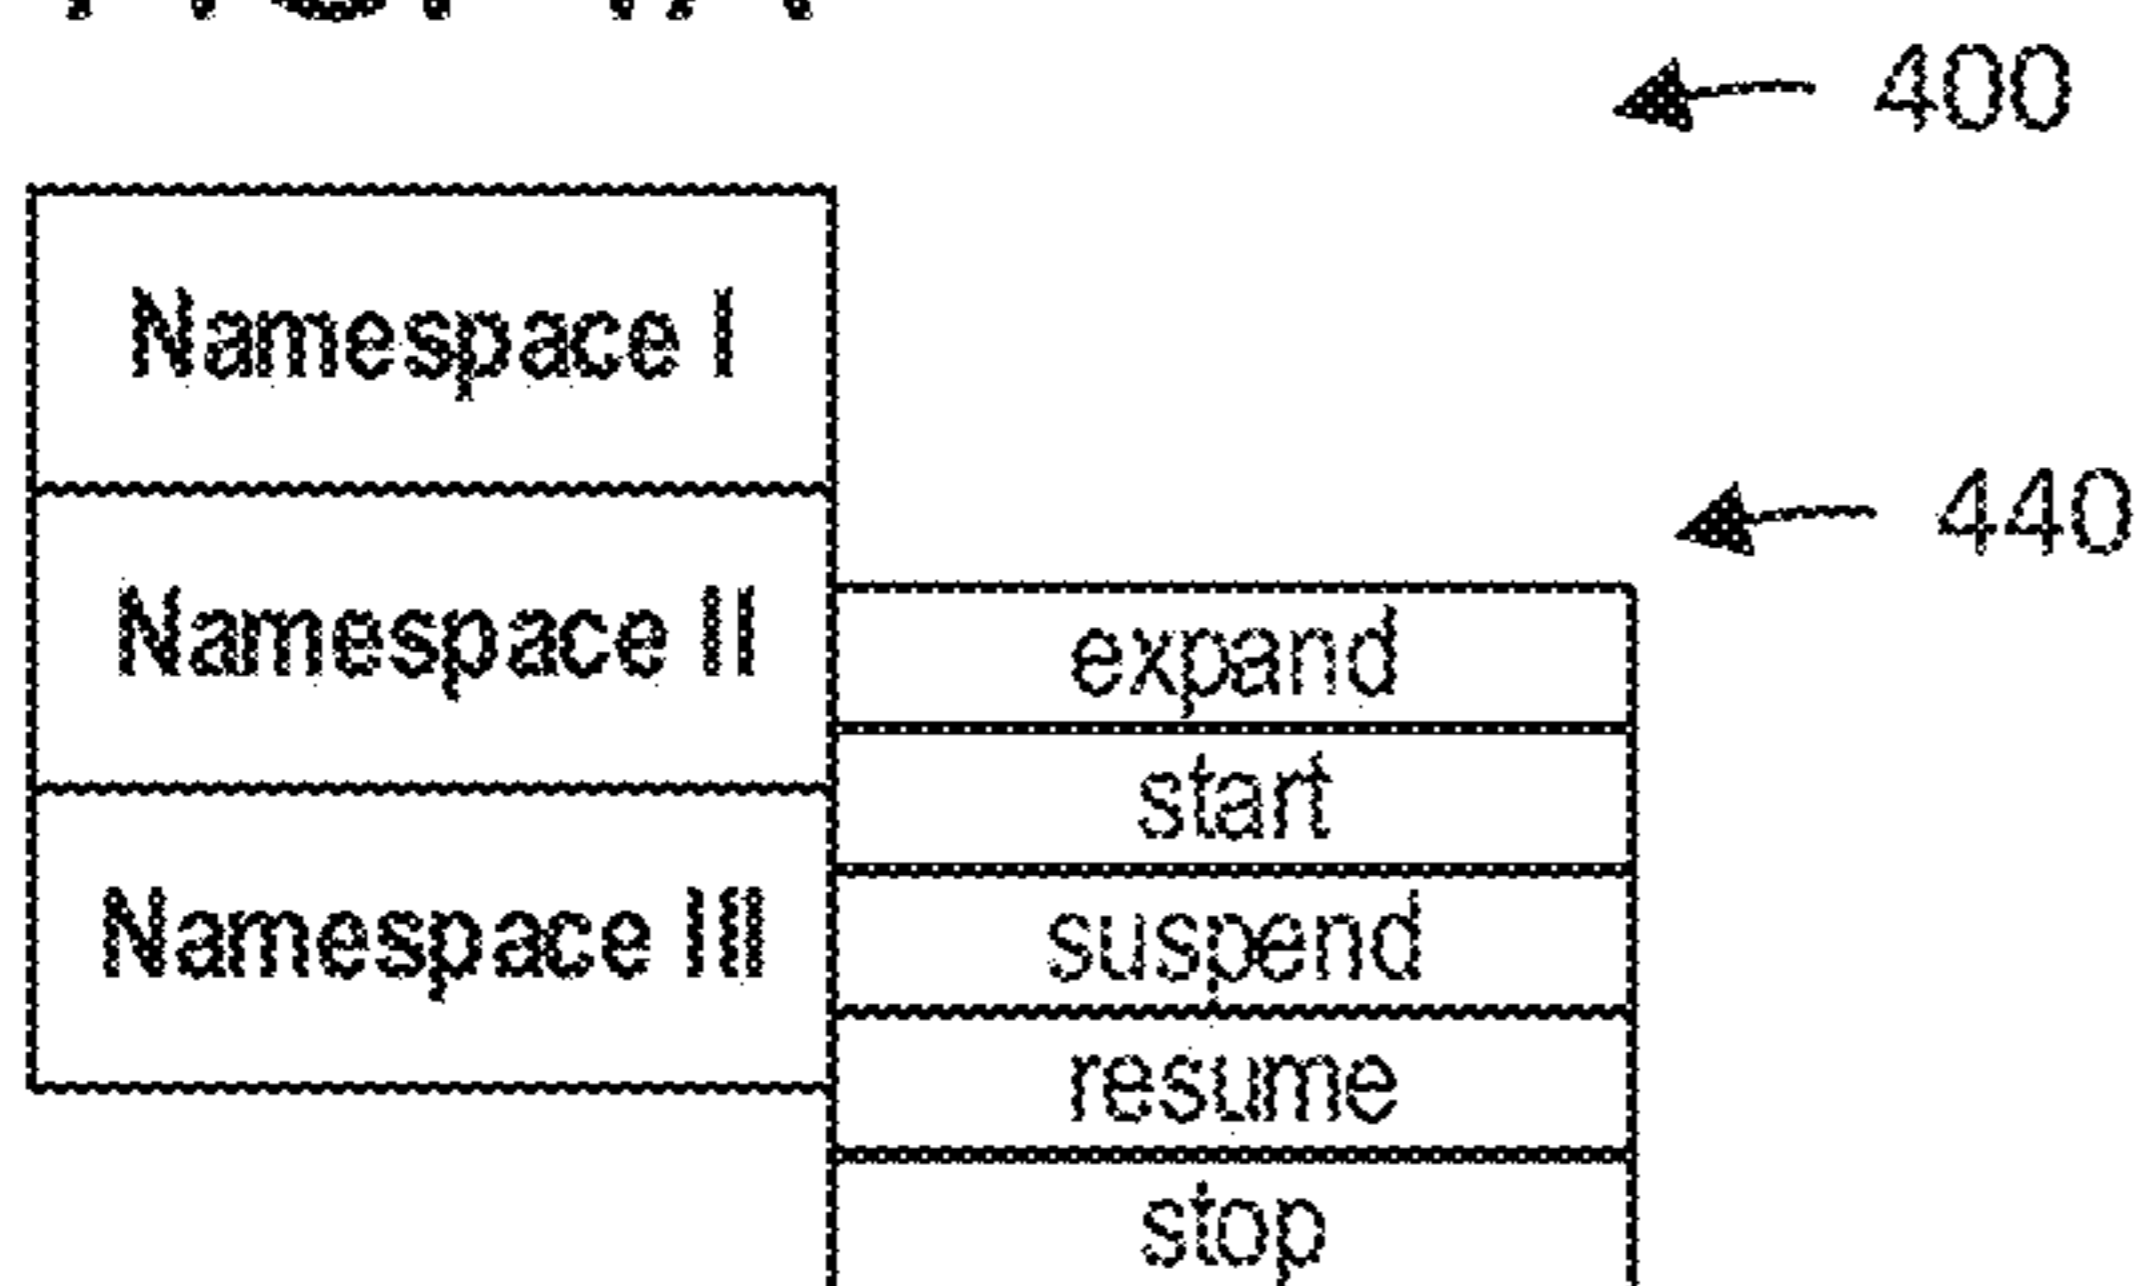 400
Namespace I
440
Namespace II
expand
start
suspend
Namespace III
resume
stop